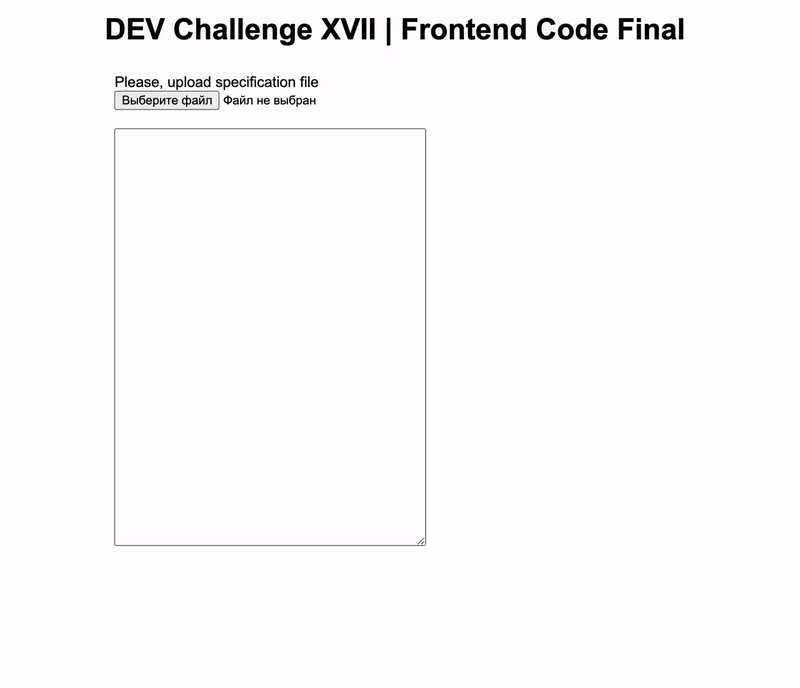 DEV Challenge XVII | Frontend Code Final
Please, upload specification file
Выберите файл Файл не выбран